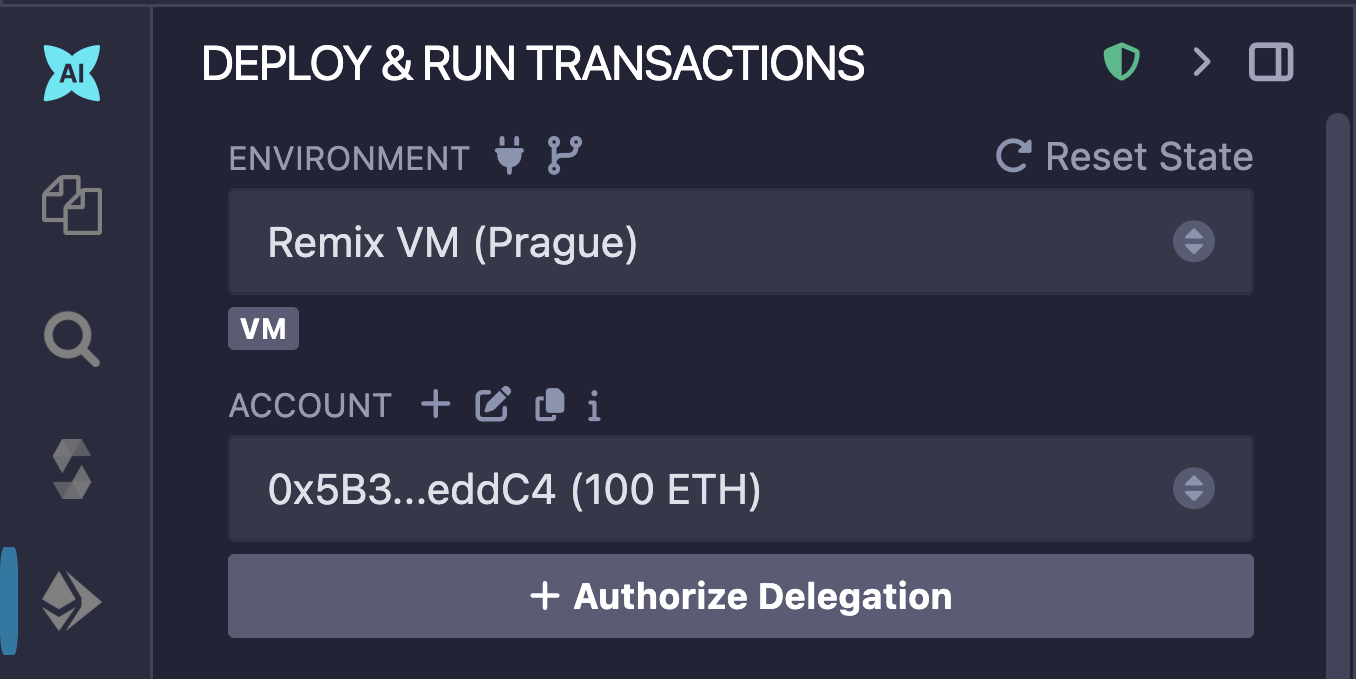 AI
DEPLOY & RUN TRANSACTIONS
ENVIRONMENT
Reset State
Remix VM (Prague)
VM
ACCOUNT
0x5B3...eddC4 (100 ETH)
+ Authorize Delegation